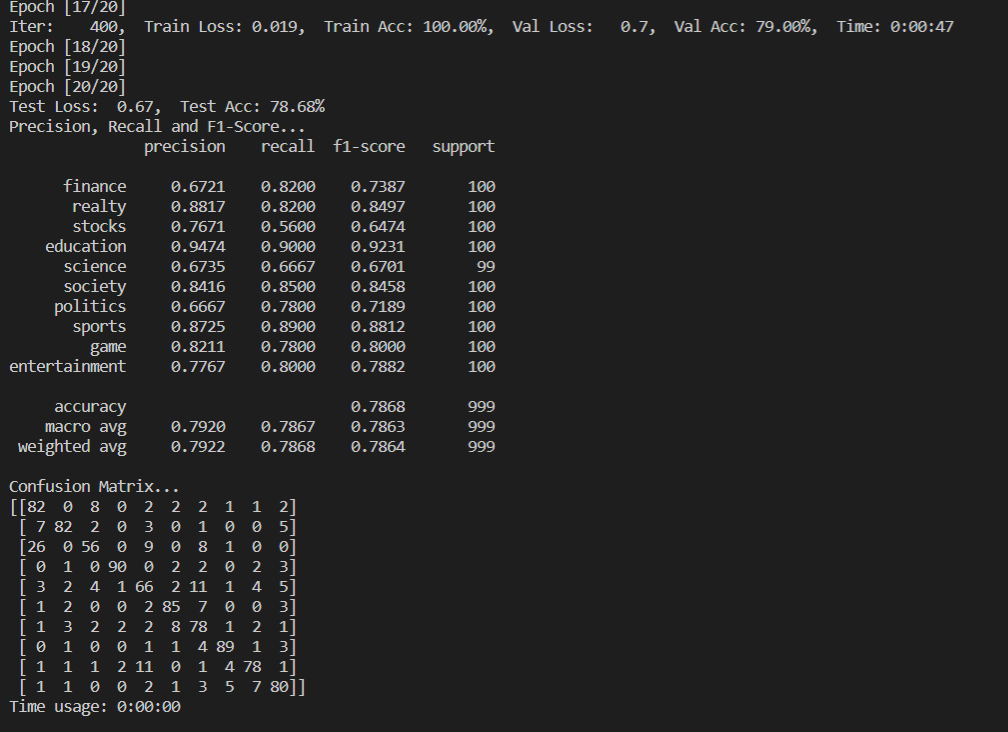 Epoch [17/20]
Iter:    400,  Train Loss: 0.019,  Train Acc: 100.00%,  Val Loss:   0.7,  Val Acc: 79.00%,  Time: 0:00:47
Epoch [18/20]
Epoch [19/20]
Epoch [20/20]
Test Loss:  0.67,  Test Acc: 78.68%
Precision, Recall and F1-Score...
               precision    recall  f1-score   support

      finance     0.6721    0.8200    0.7387       100
       realty     0.8817    0.8200    0.8497       100
       stocks     0.7671    0.5600    0.6474       100
    education     0.9474    0.9000    0.9231       100
      science     0.6735    0.6667    0.6701        99
      society     0.8416    0.8500    0.8458       100
     politics     0.6667    0.7800    0.7189       100
       sports     0.8725    0.8900    0.8812       100
         game     0.8211    0.7800    0.8000       100
entertainment     0.7767    0.8000    0.7882       100

     accuracy                         0.7868       999
    macro avg     0.7920    0.7867    0.7863       999
 weighted avg     0.7922    0.7868    0.7864       999

Confusion Matrix...
[[82  0  8  0  2  2  2  1  1  2]
 [ 7 82  2  0  3  0  1  0  0  5]
 [26  0 56  0  9  0  8  1  0  0]
 [ 0  1  0 90  0  2  2  0  2  3]
 [ 3  2  4  1 66  2 11  1  4  5]
 [ 1  2  0  0  2 85  7  0  0  3]
 [ 1  3  2  2  2  8 78  1  2  1]
 [ 0  1  0  0  1  1  4 89  1  3]
 [ 1  1  1  2 11  0  1  4 78  1]
 [ 1  1  0  0  2  1  3  5  7 80]]
Time usage: 0:00:00